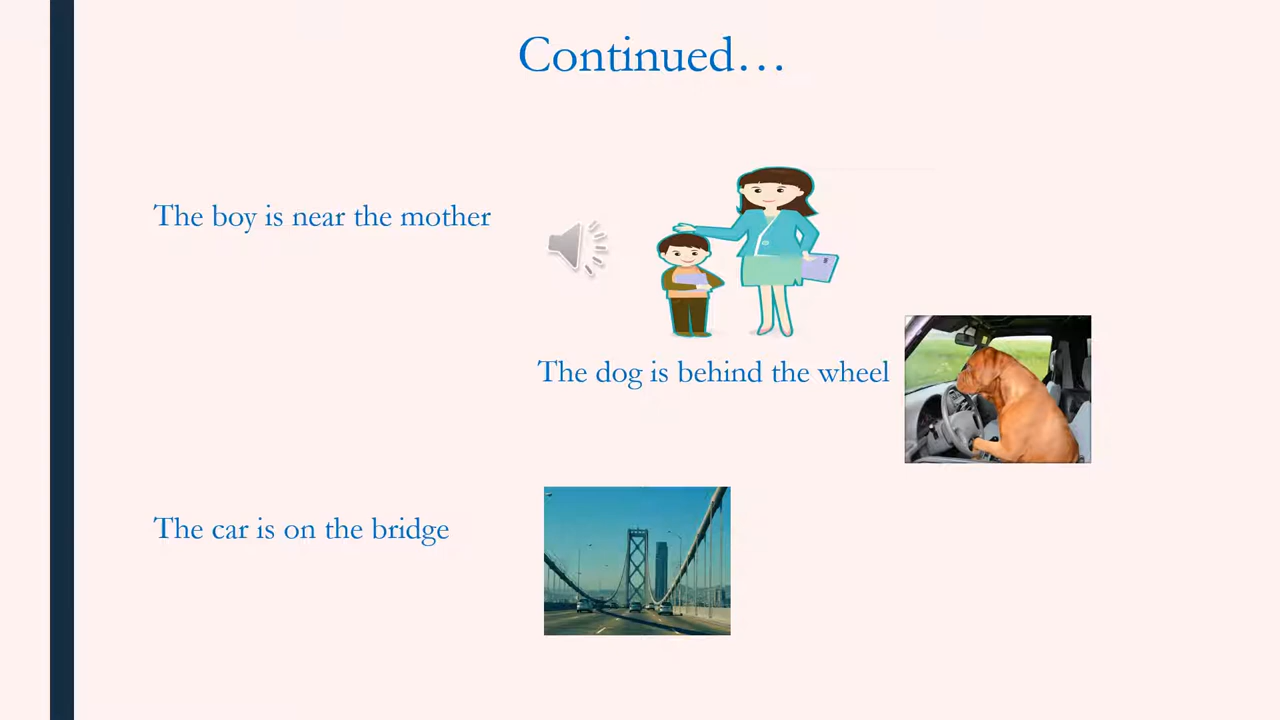 Continued…
The boy is near the mother
The dog is behind the wheel
The car is on the bridge